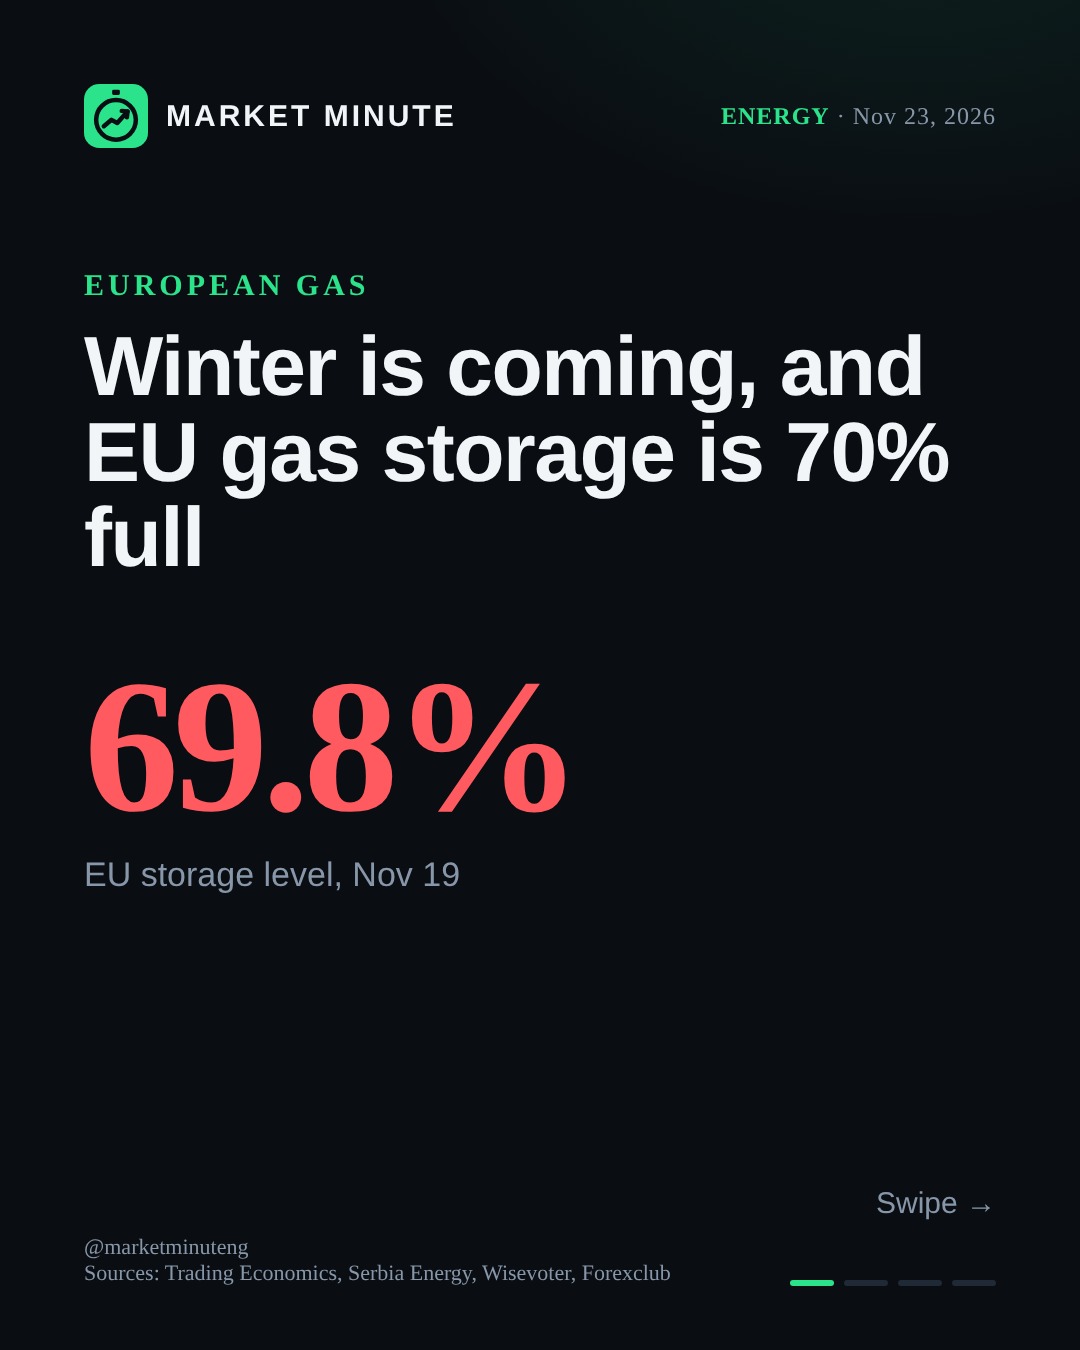 MARKET MINUTE
ENERGY · Nov 23, 2026
EUROPEAN GAS
Winter is coming, and
EU gas storage is 70%
full
69.8%
EU storage level, Nov 19
Swipe →
@marketminuteng
Sources: Trading Economics, Serbia Energy, Wisevoter, Forexclub